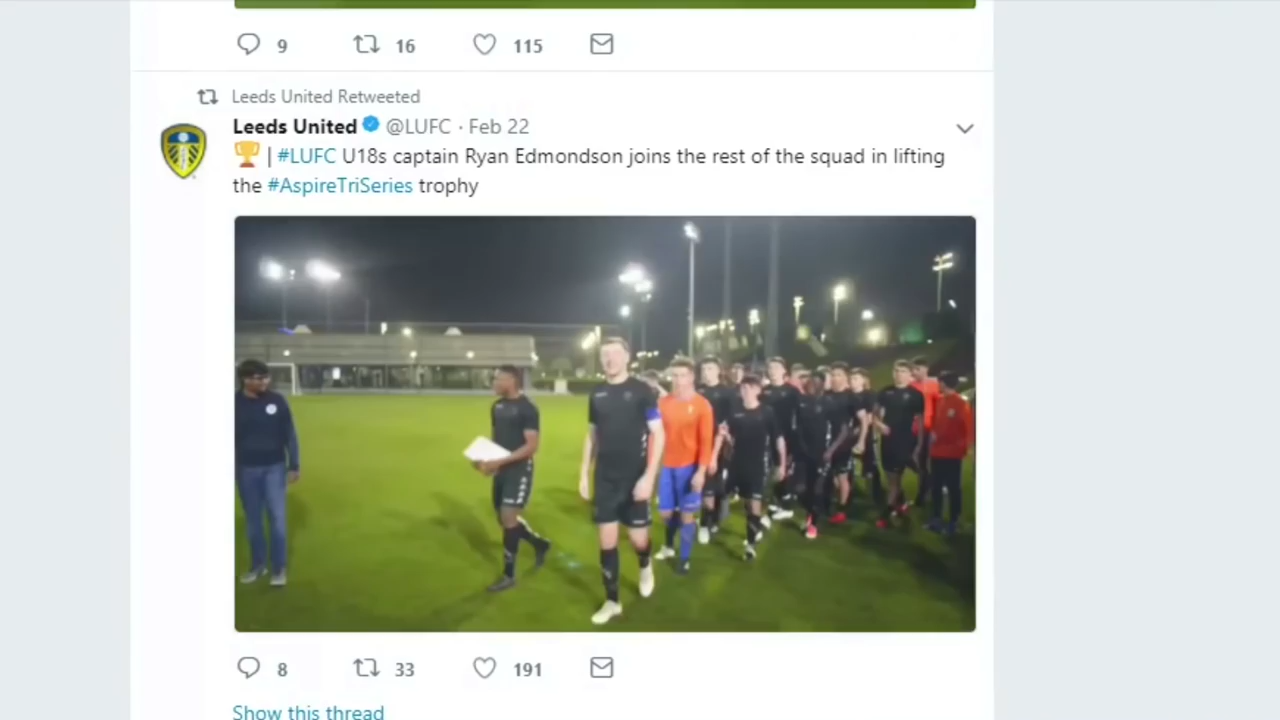 9 16 115
Leeds United Retweeted
Leeds United @LUFC · Feb 22
🏆 | #LUFC U18s captain Ryan Edmondson joins the rest of the squad in lifting
the #AspireTriSeries trophy
8 33 191
Show this thread